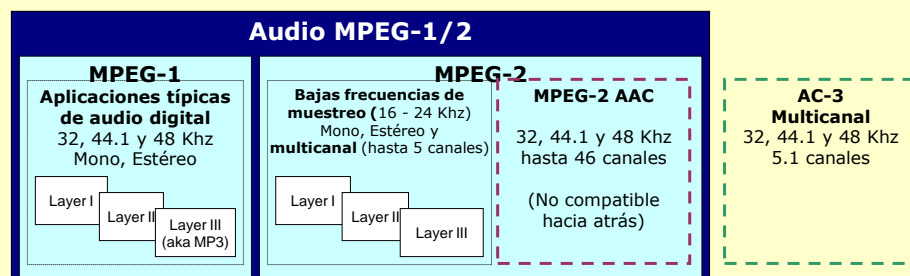 Audio MPEG-1/2
MPEG-1
Aplicaciones típicas
de audio digital
32, 44.1 y 48 Khz
Mono, Estéreo
Layer I
Layer II
Layer III
(aka MP3)
MPEG-2
Bajas frecuencias de
muestreo (16 - 24 Khz)
Mono, Estéreo y
multicanal (hasta 5 canales)
Layer I
Layer II
Layer III
MPEG-2 AAC
32, 44.1 y 48 Khz
hasta 46 canales
(No compatible
hacia atrás)
AC-3
Multicanal
32, 44.1 y 48 Khz
5.1 canales